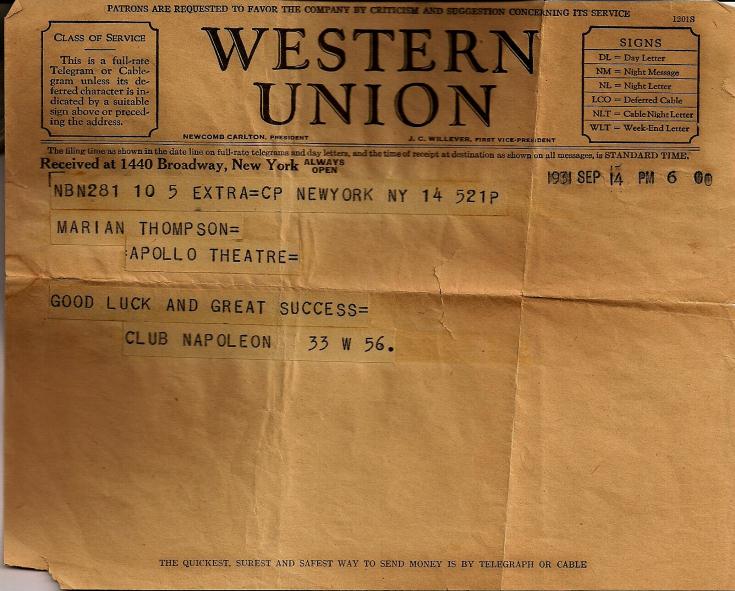 PATRONS ARE REQUESTED TO FAVOR THE COMPANY BY CRITICISM AND SUGGESTION CONCERNING ITS SERVICE
1201S
CLASS OF SERVICE
This is a full-rate
Telegram or Cable-
gram unless its de-
ferred character is in-
dicated by a suitable
sign above or preced-
ing the address.
WESTERN
UNION
NEWCOMB CARLTON, PRESIDENT
J. C. WILLEVER, FIRST VICE-PRESIDENT
SIGNS
DL = Day Letter
NM = Night Message
NL = Night Letter
LCO = Deferred Cable
NLT = Cable Night Letter
WLT = Week-End Letter
The filing time as shown in the date line on full-rate telegrams and day letters, and the time of receipt at destination as shown on all messages, is STANDARD TIME.
Received at 1440 Broadway, New York ALWAYS OPEN
1931 SEP 14 PM 6 00
NBN281 10 5 EXTRA=CP NEWYORK NY 14 521P
MARIAN THOMPSON=
:APOLLO THEATRE=
GOOD LUCK AND GREAT SUCCESS=
CLUB NAPOLEON 33 W 56.
THE QUICKEST, SUREST AND SAFEST WAY TO SEND MONEY IS BY TELEGRAPH OR CABLE